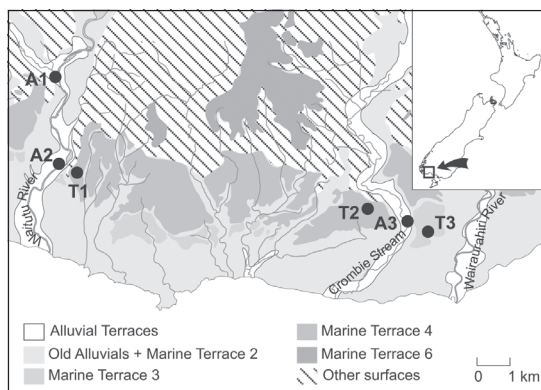 A1
A2
T1
Waitutu River
T2
A3
T3
Crombie Stream
Wairaurahiri River
Alluvial Terraces
Old Alluvials + Marine Terrace 2
Marine Terrace 3
Marine Terrace 4
Marine Terrace 6
Other surfaces
0 1 km